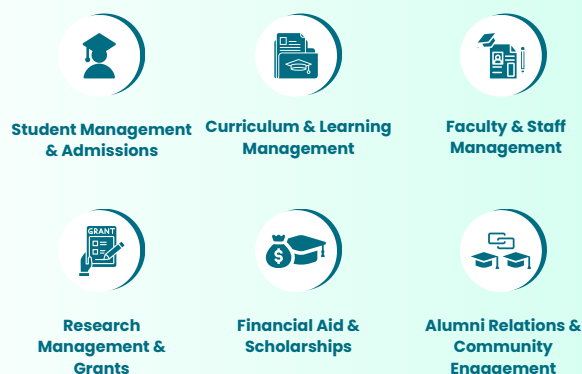 Student Management
& Admissions
Curriculum & Learning
Management
Faculty & Staff
Management
GRANT
Research
Management &
Grants
Financial Aid &
Scholarships
Alumni Relations &
Community
Engagement